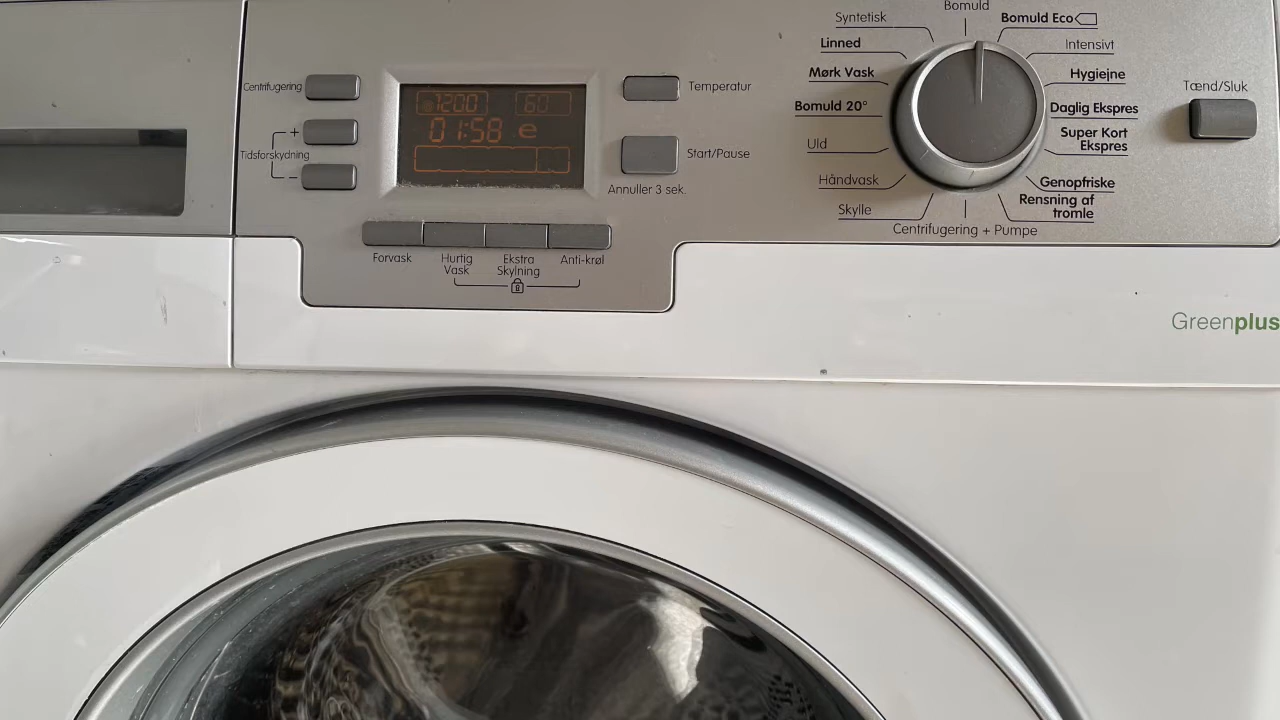 Centrifugering
+
Tidsforskydning
-
1200 60
01:58 e
Temperatur
Start/Pause
Annuller 3 sek.
Forvask
Hurtig
Vask
Ekstra
Skylning
Anti-krøl
Bomuld
Syntetisk
Linned
Mørk Vask
Bomuld 20°
Uld
Håndvask
Skylle
Centrifugering + Pumpe
Bomuld Eco
Intensivt
Hygiejne
Daglig Ekspres
Super Kort
Ekspres
Genopfriske
Rensning af
tromle
Tænd/Sluk
Greenplus